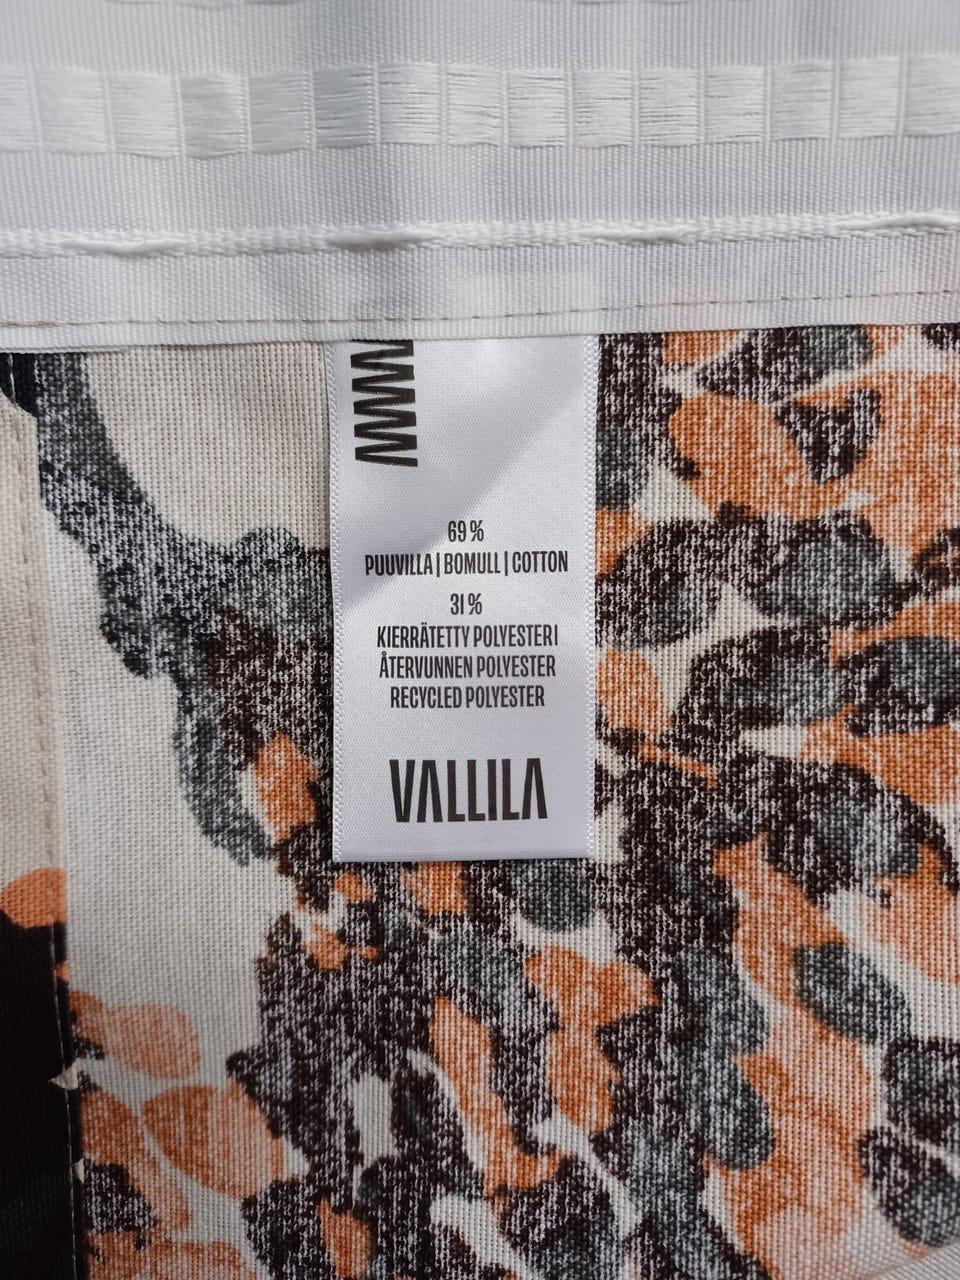 69 %
PUUVILLA | BOMULL | COTTON
31 %
KIERRÄTETTY POLYESTERI
ÅTERVUNNEN POLYESTER
RECYCLED POLYESTER
VALLILA